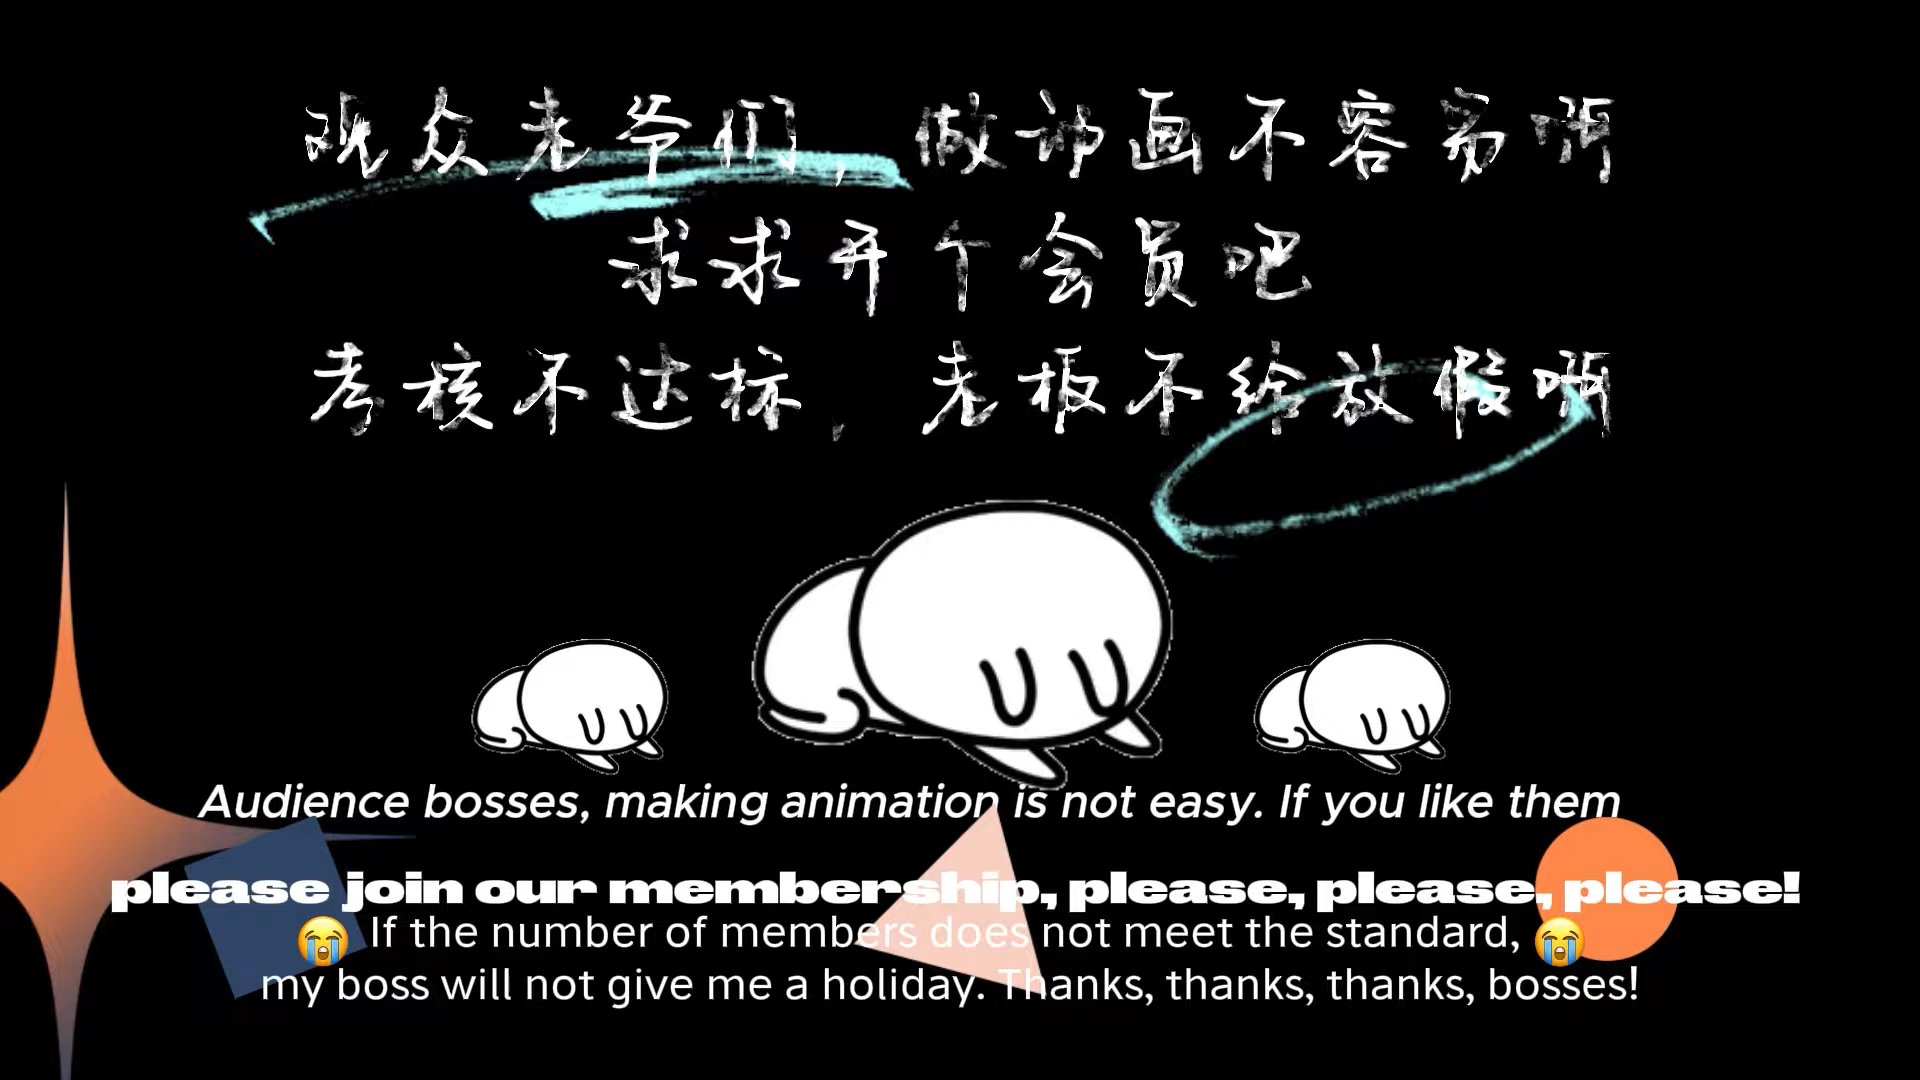 观众老爷们，做动画不容易啊
求求开个会员吧
考核不达标，老板不给放假啊
Audience bosses, making animation is not easy. If you like them
please join our membership, please, please, please!
😭 If the number of members does not meet the standard, 😭
my boss will not give me a holiday. Thanks, thanks, thanks, bosses!